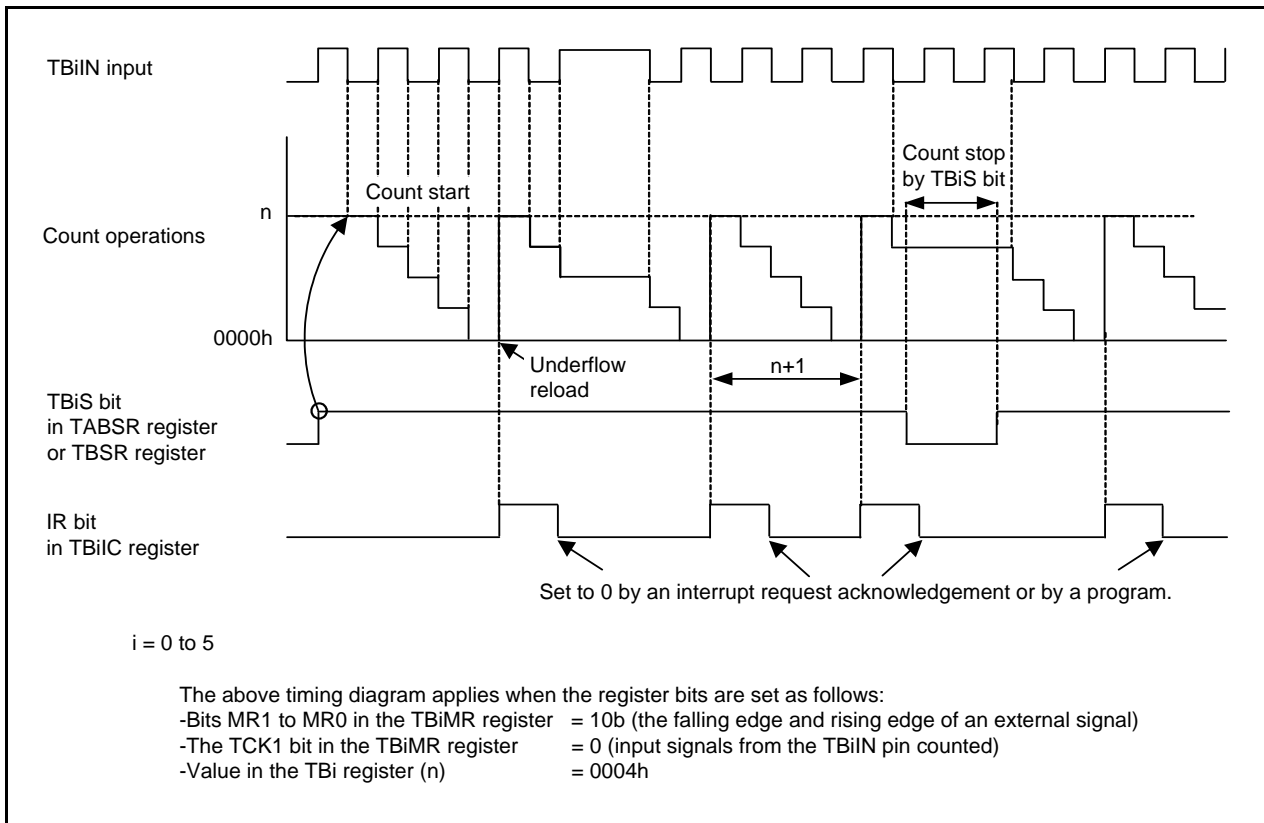 TBiIN input
Count stop
by TBiS bit
Count start
n
Count operations
0000h
Underflow
reload
n+1
TBiS bit
in TABSR register
or TBSR register
IR bit
in TBiIC register
Set to 0 by an interrupt request acknowledgement or by a program.
i = 0 to 5
The above timing diagram applies when the register bits are set as follows:
-Bits MR1 to MR0 in the TBiMR register = 10b (the falling edge and rising edge of an external signal)
-The TCK1 bit in the TBiMR register = 0 (input signals from the TBiIN pin counted)
-Value in the TBi register (n) = 0004h